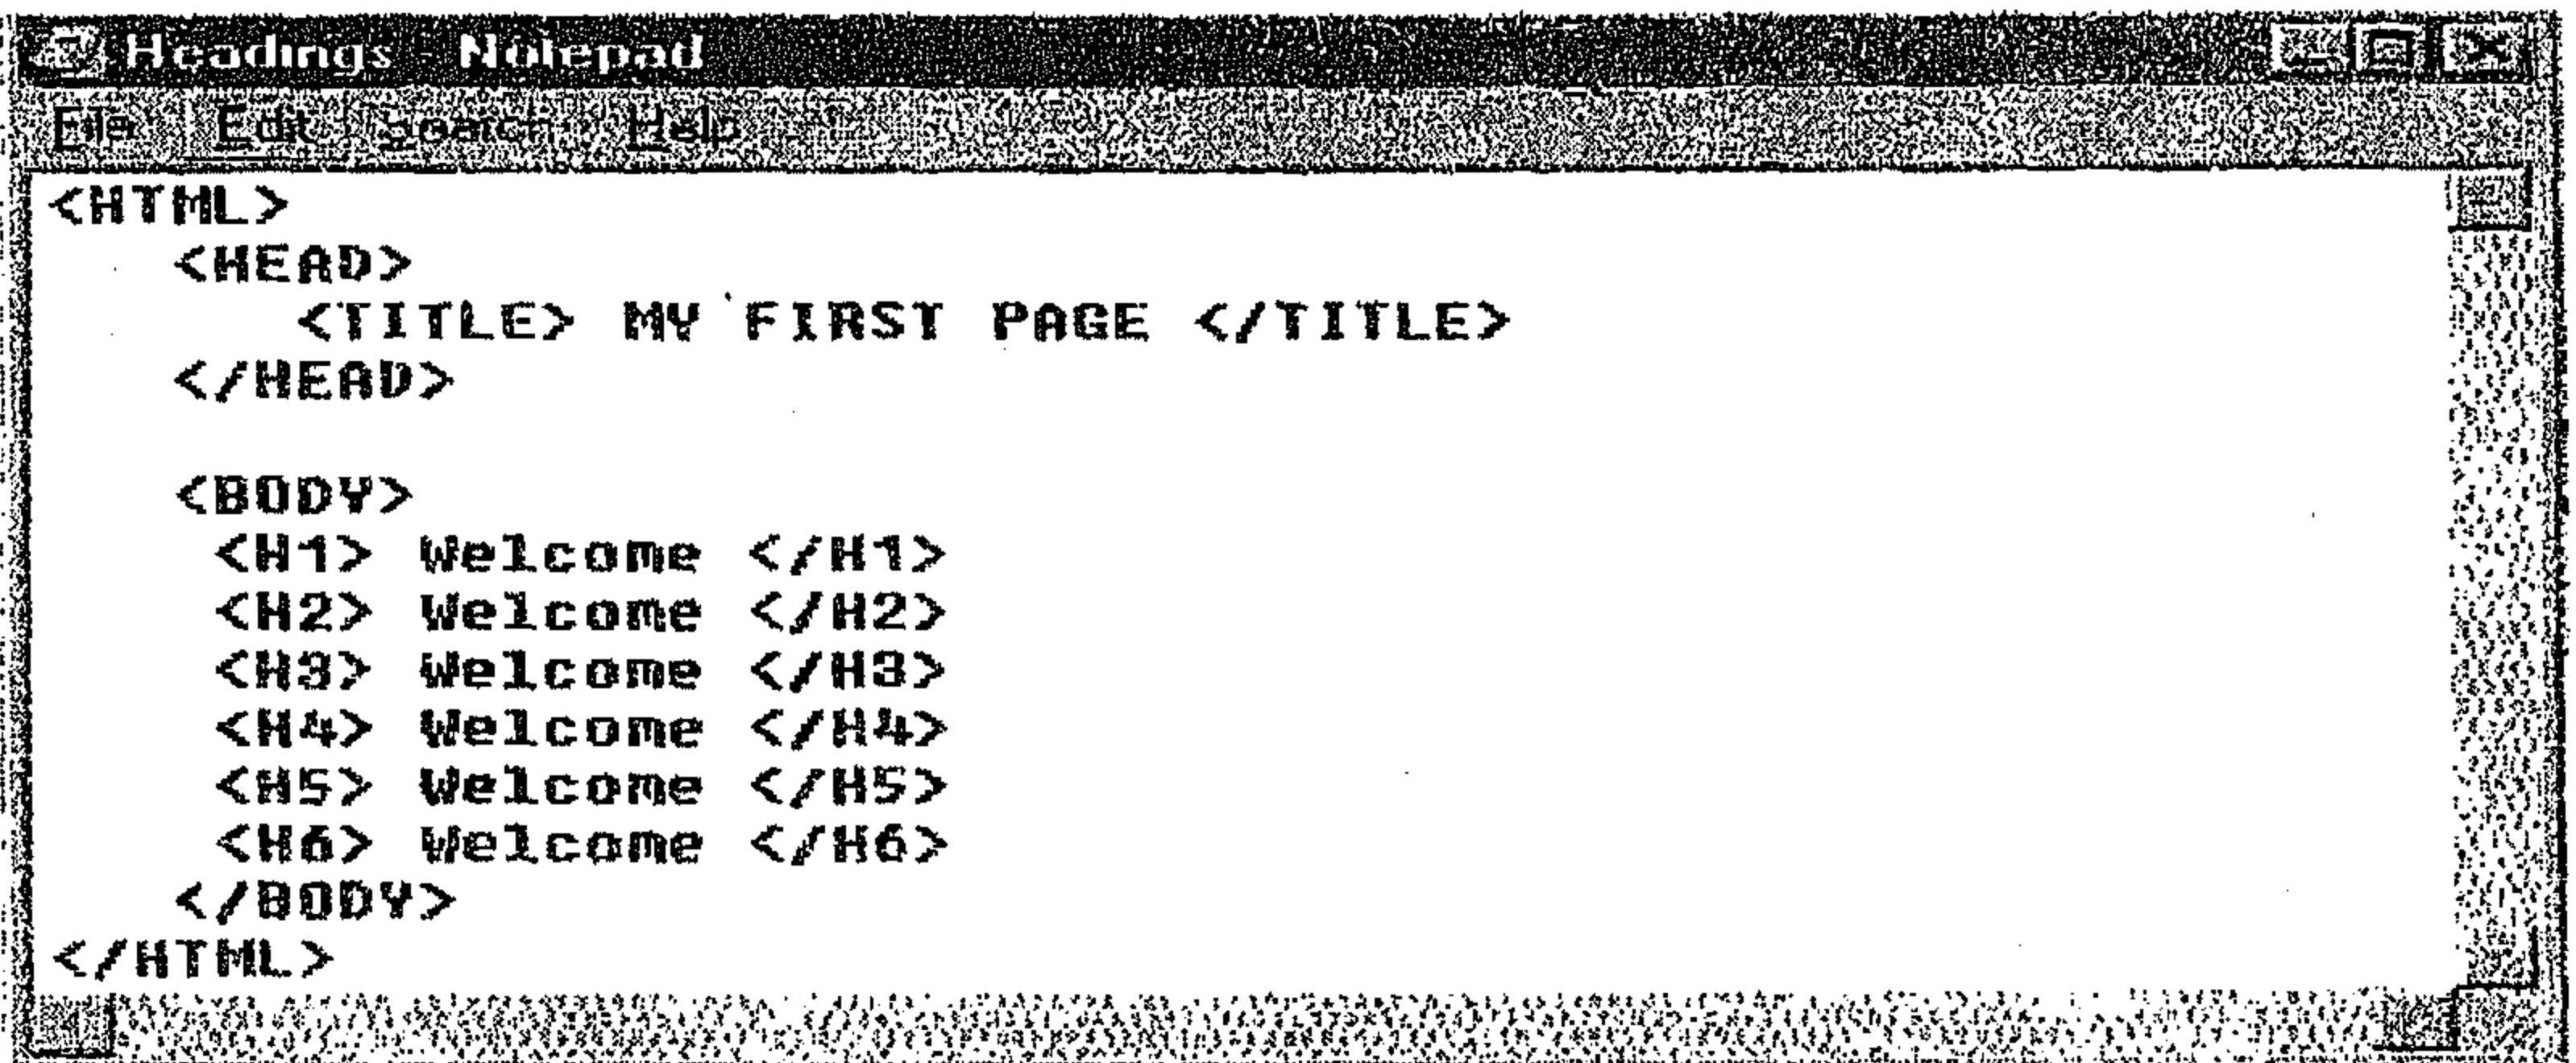 Headings - Notepad
File Edit Search Help
<HTML>
<HEAD>
<TITLE> MY FIRST PAGE </TITLE>
</HEAD>
<BODY>
<H1> Welcome </H1>
<H2> Welcome </H2>
<H3> Welcome </H3>
<H4> Welcome </H4>
<H5> Welcome </H5>
<H6> Welcome </H6>
</BODY>
</HTML>